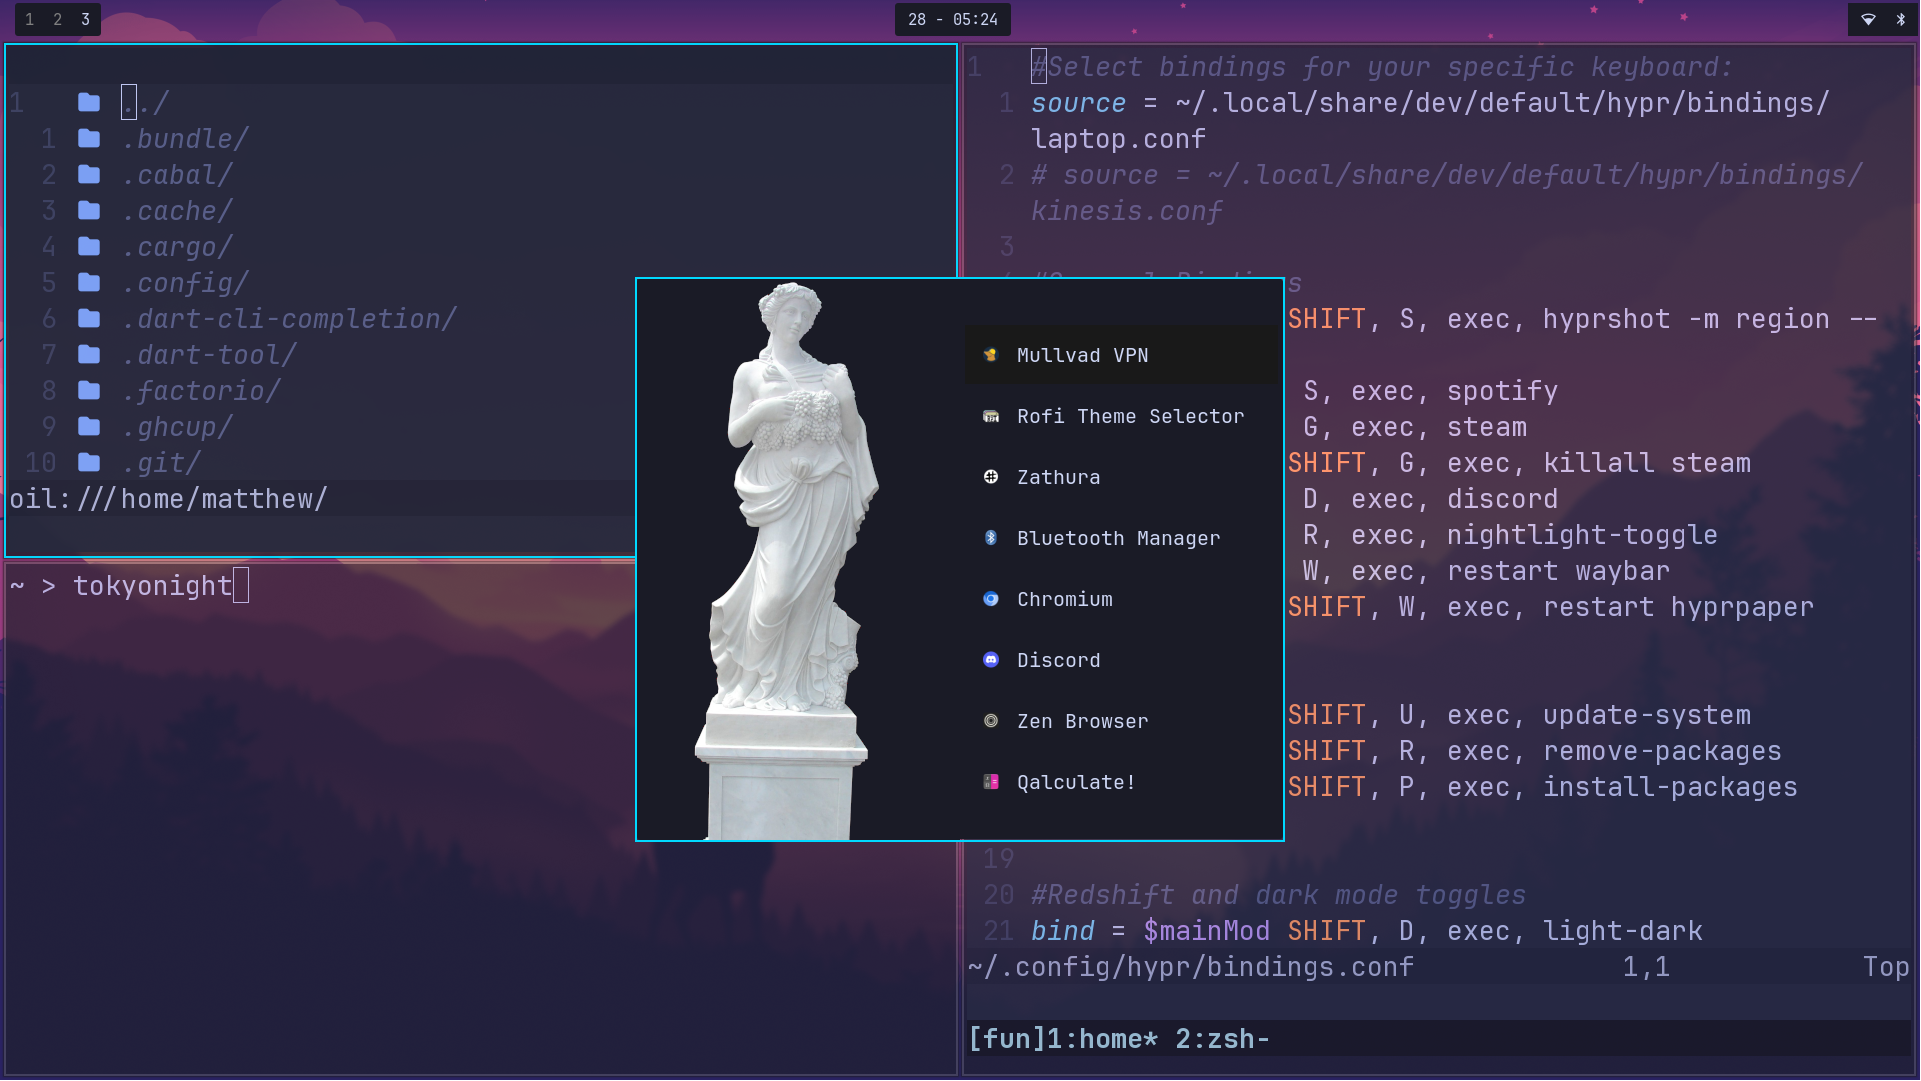 1 2 3
28 - 05:24
1 ../
1 .bundle/
2 .cabal/
3 .cache/
4 .cargo/
5 .config/
6 .dart-cli-completion/
7 .dart-tool/
8 .factorio/
9 .ghcup/
10 .git/
oil:///home/matthew/
~ > tokyonight
Mullvad VPN
Rofi Theme Selector
Zathura
Bluetooth Manager
Chromium
Discord
Zen Browser
Qalculate!
1 #Select bindings for your specific keyboard:
1 source = ~/.local/share/dev/default/hypr/bindings/
laptop.conf
2 # source = ~/.local/share/dev/default/hypr/bindings/
kinesis.conf
3
SHIFT, S, exec, hyprshot -m region --
S, exec, spotify
G, exec, steam
SHIFT, G, exec, killall steam
D, exec, discord
R, exec, nightlight-toggle
W, exec, restart waybar
SHIFT, W, exec, restart hyprpaper
SHIFT, U, exec, update-system
SHIFT, R, exec, remove-packages
SHIFT, P, exec, install-packages
19
20 #Redshift and dark mode toggles
21 bind = $mainMod SHIFT, D, exec, light-dark
~/.config/hypr/bindings.conf 1,1 Top
[fun]1:home* 2:zsh-